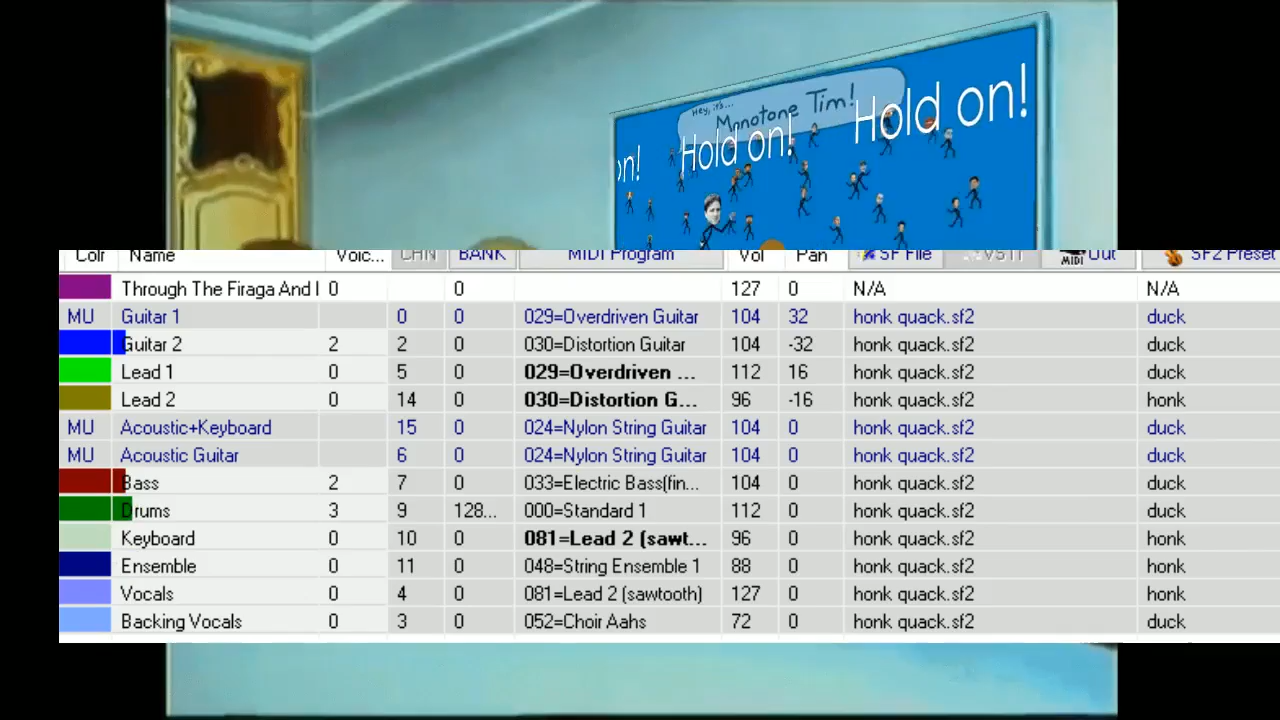 Hey, it's...
Monotone Tim!
on! Hold on! Hold on!
Colr Name Voic... CHN BANK MIDI Program Vol Pan SF File VSTi MIDI Out SF2 Preset
Through The Firaga And I 0 0 127 0 N/A N/A
MU Guitar 1 0 0 029=Overdriven Guitar 104 32 honk quack.sf2 duck
Guitar 2 2 2 0 030=Distortion Guitar 104 -32 honk quack.sf2 duck
Lead 1 0 5 0 029=Overdriven ... 112 16 honk quack.sf2 duck
Lead 2 0 14 0 030=Distortion G... 96 -16 honk quack.sf2 honk
MU Acoustic+Keyboard 15 0 024=Nylon String Guitar 104 0 honk quack.sf2 duck
MU Acoustic Guitar 6 0 024=Nylon String Guitar 104 0 honk quack.sf2 duck
Bass 2 7 0 033=Electric Bass(fin... 104 0 honk quack.sf2 duck
Drums 3 9 128... 000=Standard 1 112 0 honk quack.sf2 duck
Keyboard 0 10 0 081=Lead 2 (sawt... 96 0 honk quack.sf2 honk
Ensemble 0 11 0 048=String Ensemble 1 88 0 honk quack.sf2 honk
Vocals 0 4 0 081=Lead 2 (sawtooth) 127 0 honk quack.sf2 honk
Backing Vocals 0 3 0 052=Choir Aahs 72 0 honk quack.sf2 duck